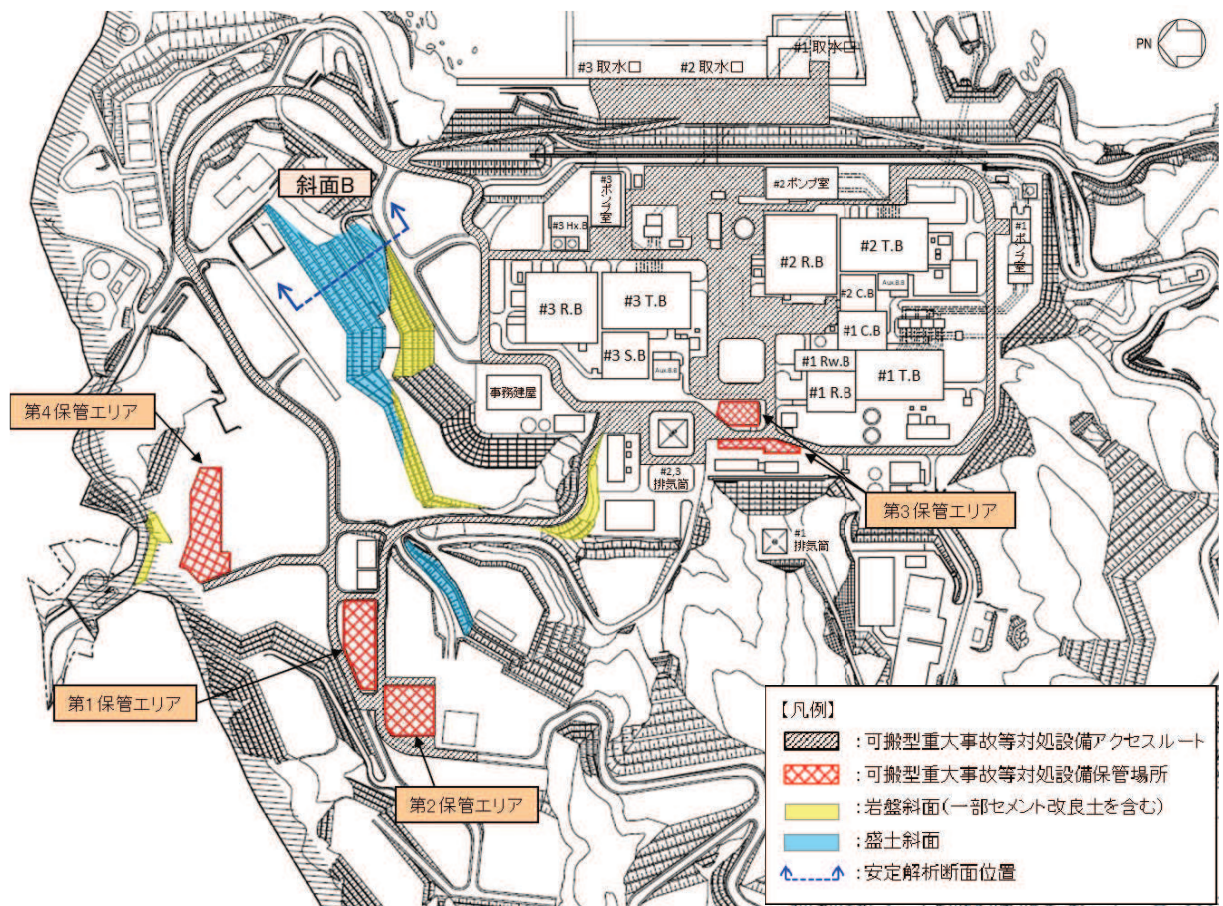 #1 取水口
PN
#3 取水口
#2 取水口
斜面B
#3
ポンプ室
#2 ポンプ室
#3 Hx.B
#1
ポンプ室
#2 T.B
#2 R.B
Aux.B.B
#2 C.B
#3 T.B
#3 R.B
#1 C.B
#3 S.B
Aux.B.B
#1 Rw.B
#1 T.B
#1 R.B
事務建屋
第4保管エリア
#2,3
排気筒
第3保管エリア
#1
排気筒
第1保管エリア
第2保管エリア
【凡例】
:可搬型重大事故等対処設備アクセスルート
:可搬型重大事故等対処設備保管場所
:岩盤斜面(一部セメント改良土を含む)
:盛土斜面
:安定解析断面位置